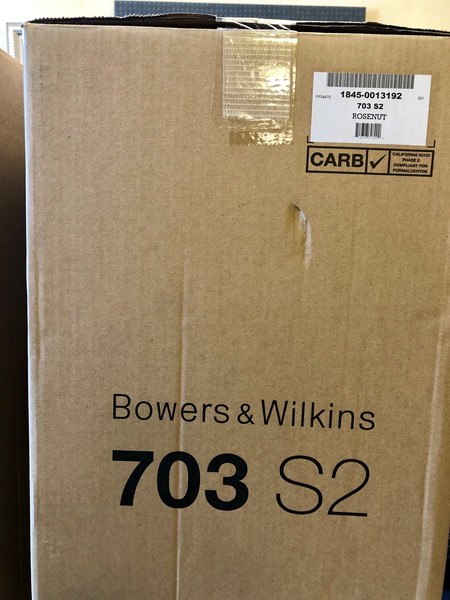 1845-0013192
703 S2
ROSENUT
CARB
CALIFORNIA 93120
PHASE 2
COMPLIANT FOR
FORMALDEHYDE
Bowers & Wilkins
703 S2